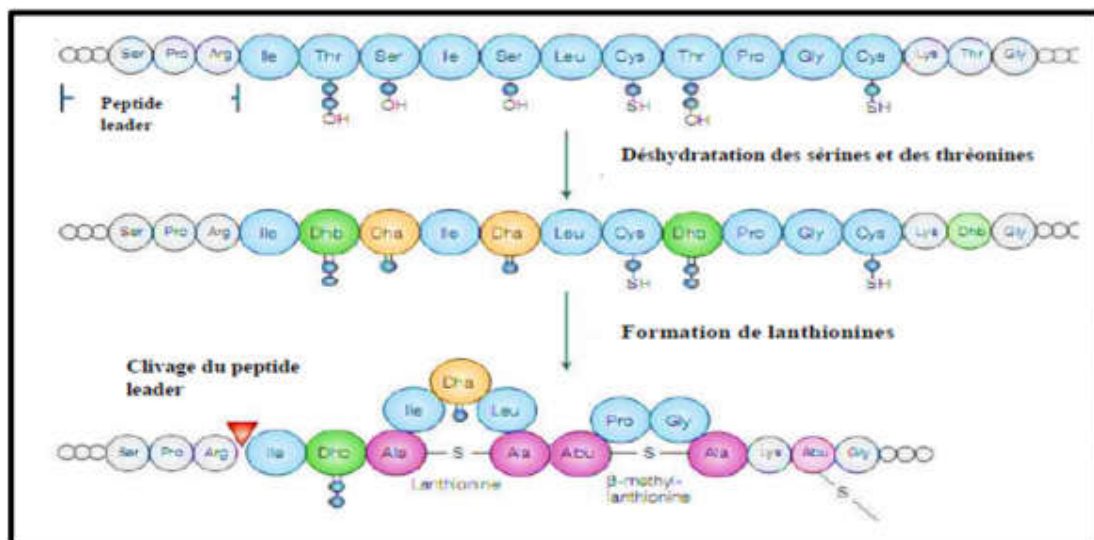 Ser Pro Arg Ile Thr Ser Ile Ser Leu Cys Thr Pro Gly Cys Lys Thr Gly
OH OH OH SH OH SH
Peptide
leader
Déshydratation des sérines et des thréonines
Ser Pro Arg Ile Dhb Dha Ile Dha Leu Cys Dhb Pro Gly Cys Lys Dhb Gly
SH SH
Formation de lanthionines
Clivage du peptide
leader
Dha
Ile Leu Pro Gly
Ser Pro Arg Ile Dhb Ala S Ala Abu S Ala Lys Abu Gly
Lanthionine β-methyl-
lanthionine
S